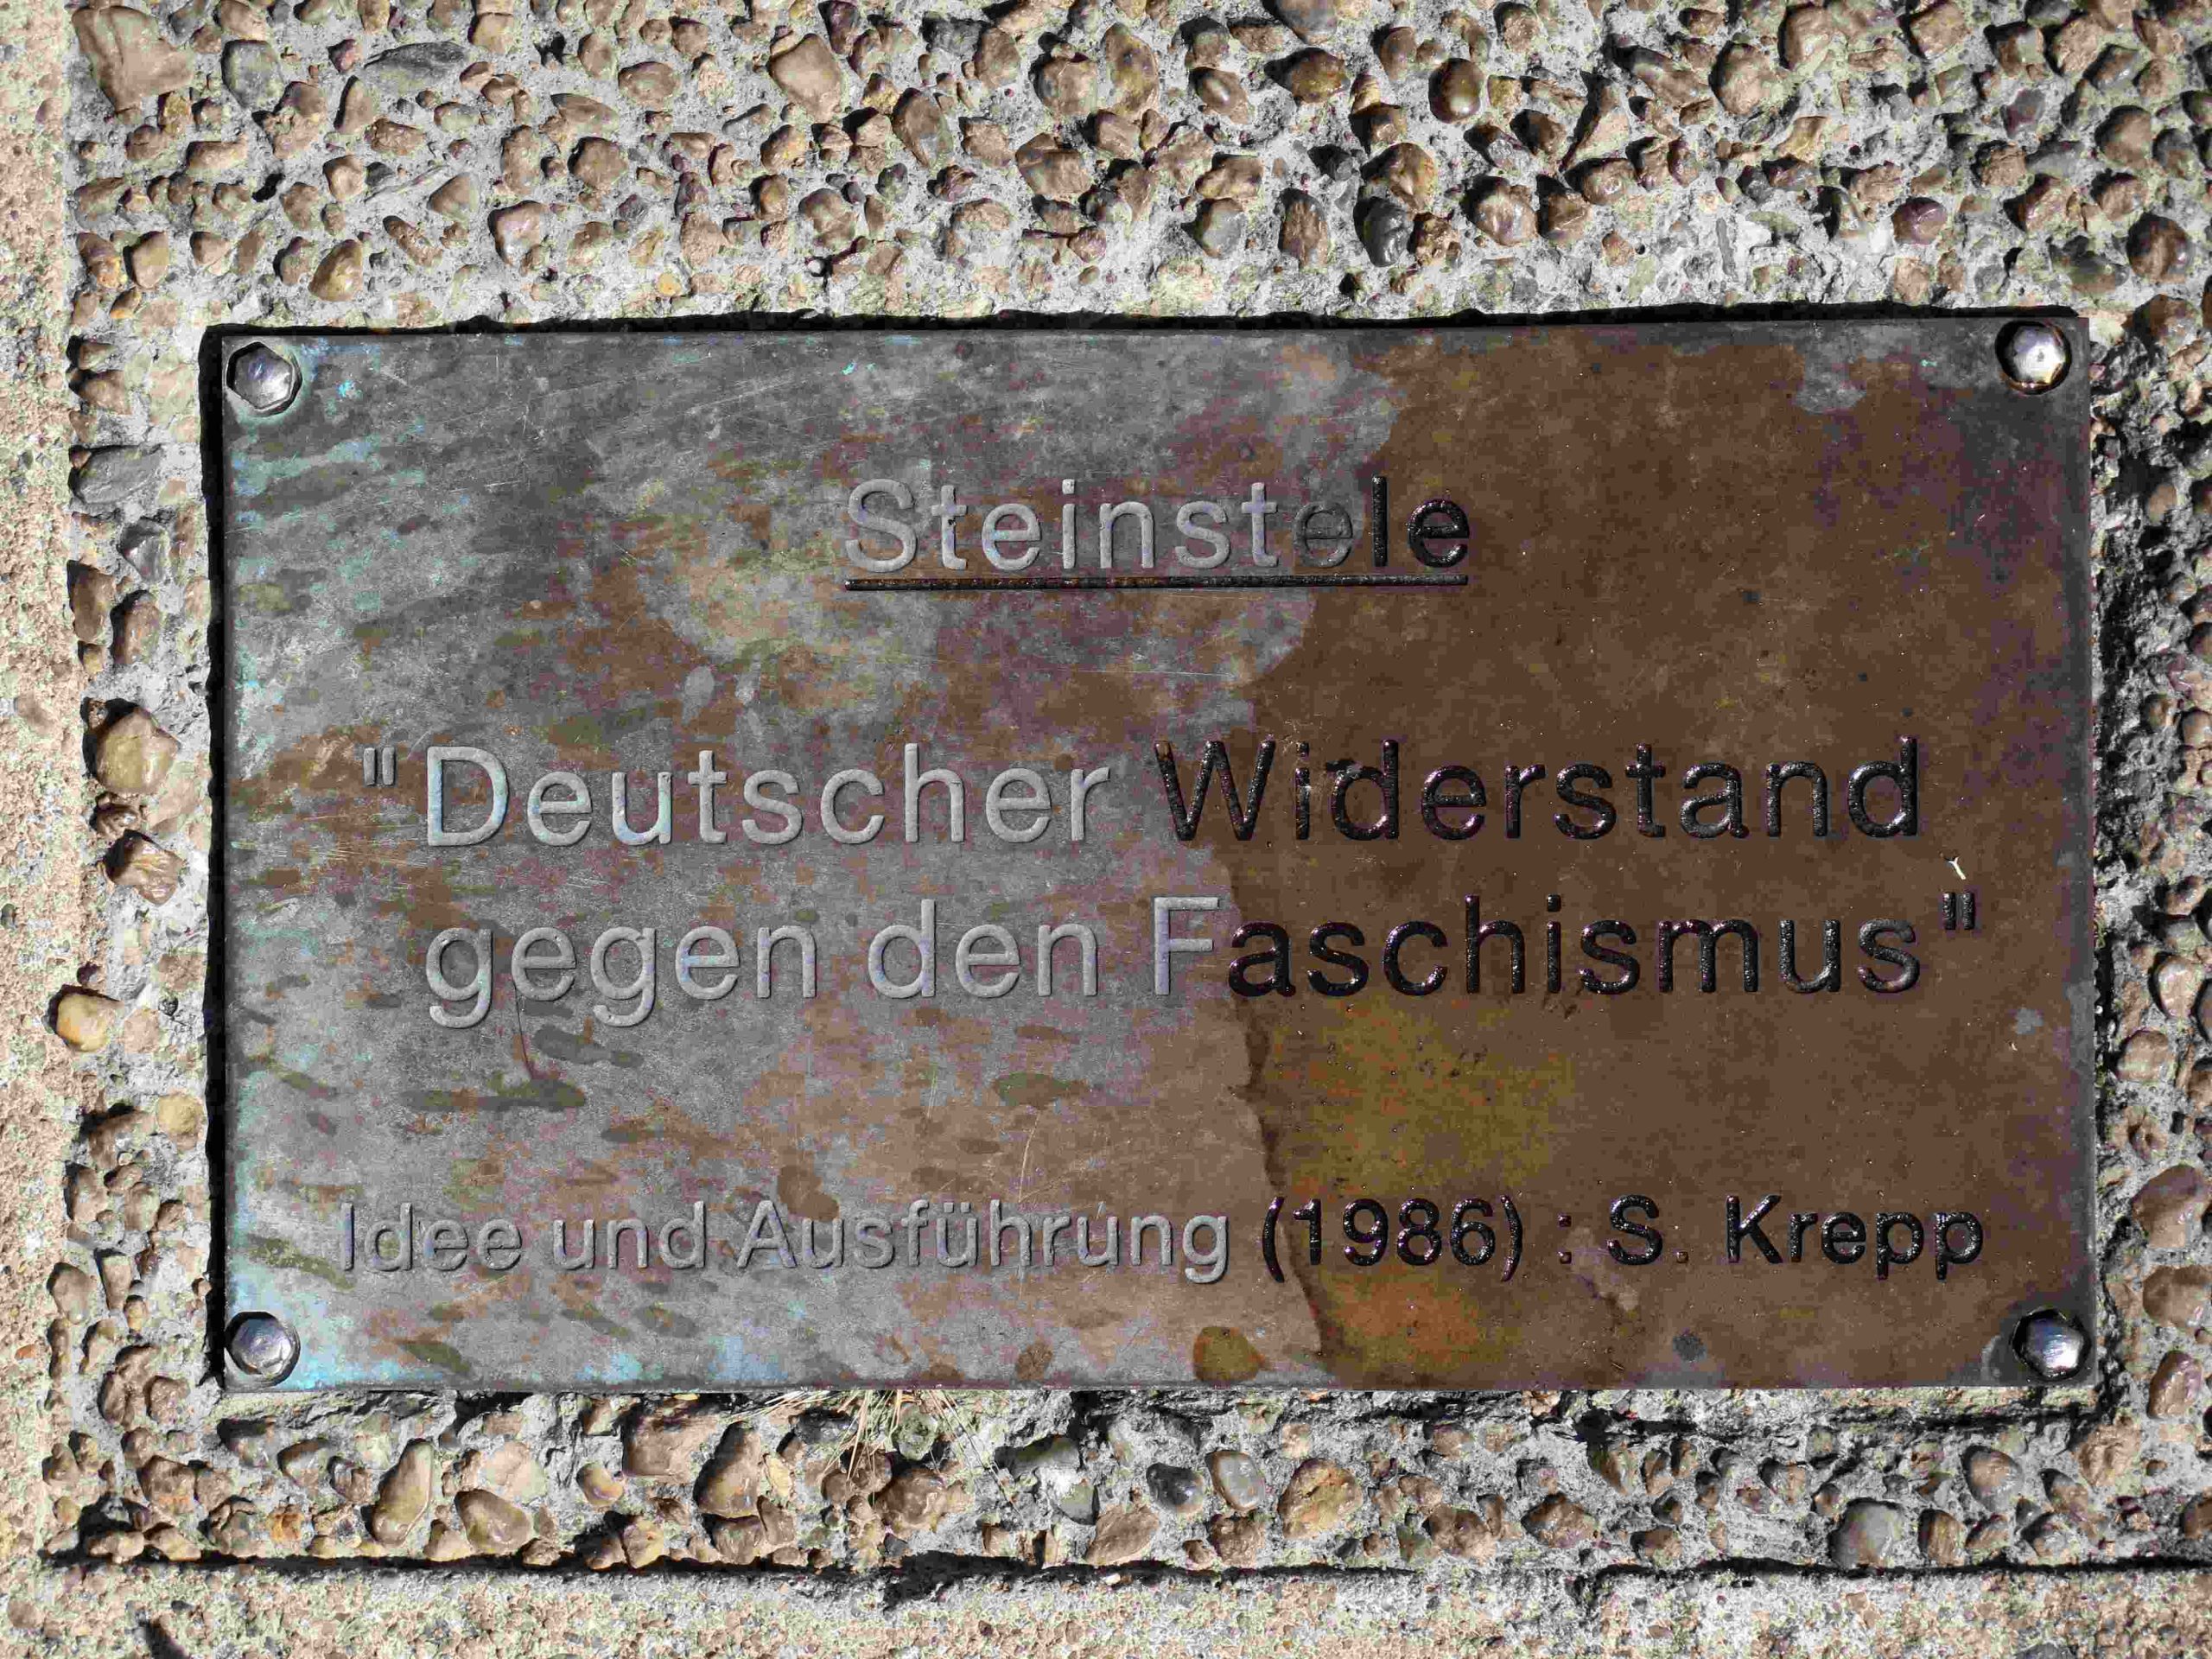 Steinstele
"Deutscher Widerstand
gegen den Faschismus"
Idee und Ausführung (1986) : S. Krepp